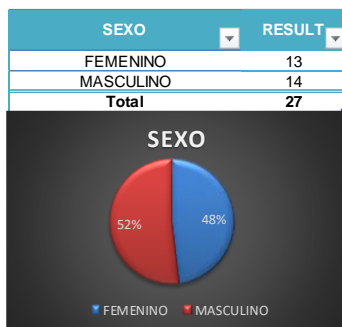 SEXO RESULT
FEMENINO 13
MASCULINO 14
Total 27
SEXO
52% 48%
FEMENINO MASCULINO